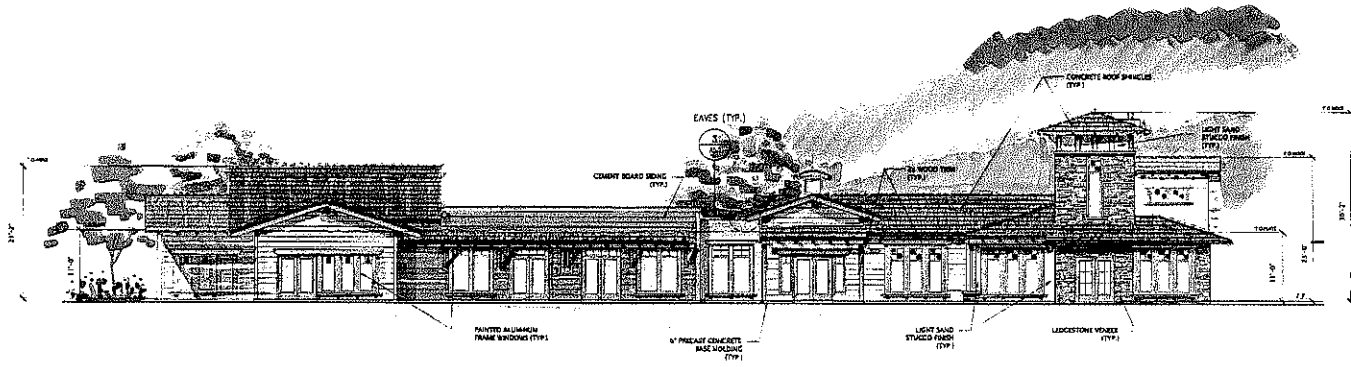 CONCRETE ROOF SHINGLES
(TYP.)
EAVES (TYP.)
3
LIGHT SAND
STUCCO FINISH
(TYP.)
CEMENT BOARD SIDING
(TYP.)
WOOD TRIM
(TYP.)
11'-0"
11'-0"
PAINTED ALUMINUM
FRAME WINDOWS (TYP.)
6" PRECAST CONCRETE
BASE MOLDING
(TYP.)
LIGHT SAND
STUCCO FINISH
(TYP.)
LEDGESTONE VENEER
(TYP.)